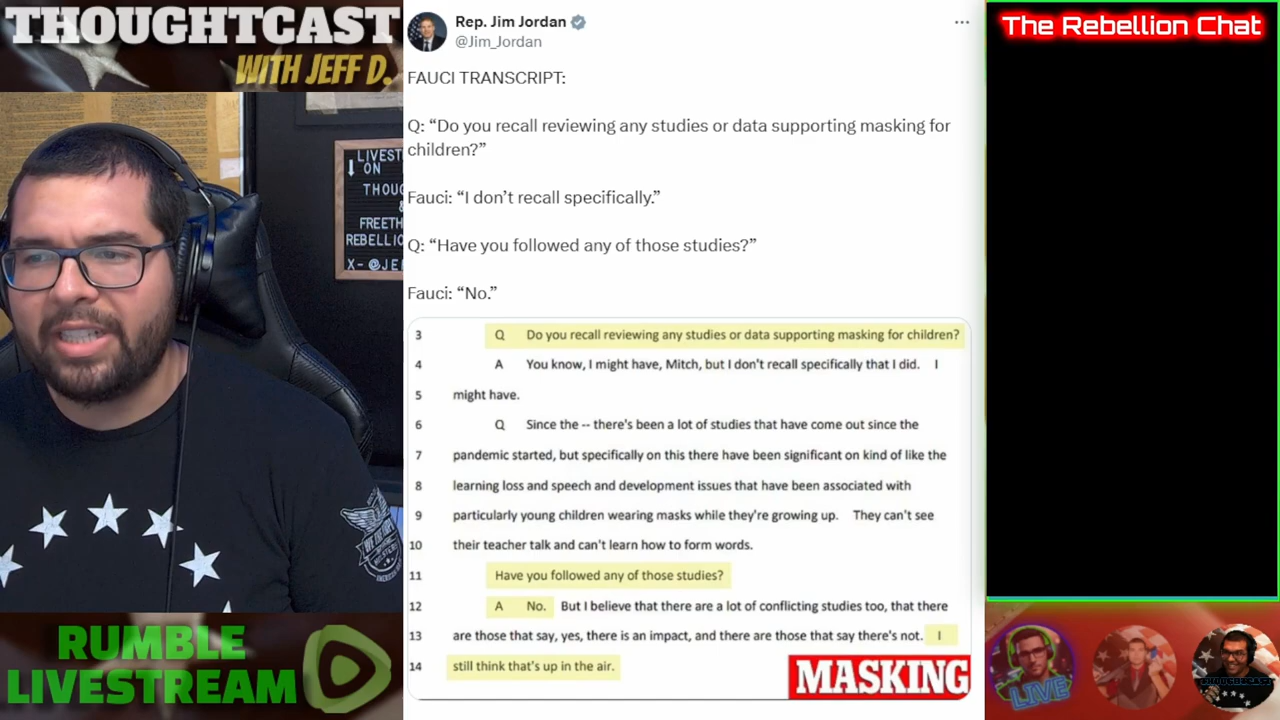 THOUGHTCAST
WITH JEFF D.
LIVEST
ON
THOU
&
FREETH
REBELLIO
X-@JE
RUMBLE
LIVESTREAM
Rep. Jim Jordan
@Jim_Jordan
FAUCI TRANSCRIPT:
Q: “Do you recall reviewing any studies or data supporting masking for
children?”
Fauci: “I don’t recall specifically.”
Q: “Have you followed any of those studies?”
Fauci: “No.”
3 Q Do you recall reviewing any studies or data supporting masking for children?
4 A You know, I might have, Mitch, but I don't recall specifically that I did. I
5 might have.
6 Q Since the -- there's been a lot of studies that have come out since the
7 pandemic started, but specifically on this there have been significant on kind of like the
8 learning loss and speech and development issues that have been associated with
9 particularly young children wearing masks while they're growing up. They can't see
10 their teacher talk and can't learn how to form words.
11 Have you followed any of those studies?
12 A No. But I believe that there are a lot of conflicting studies too, that there
13 are those that say, yes, there is an impact, and there are those that say there's not. I
14 still think that's up in the air.
MASKING
The Rebellion Chat
LIVE